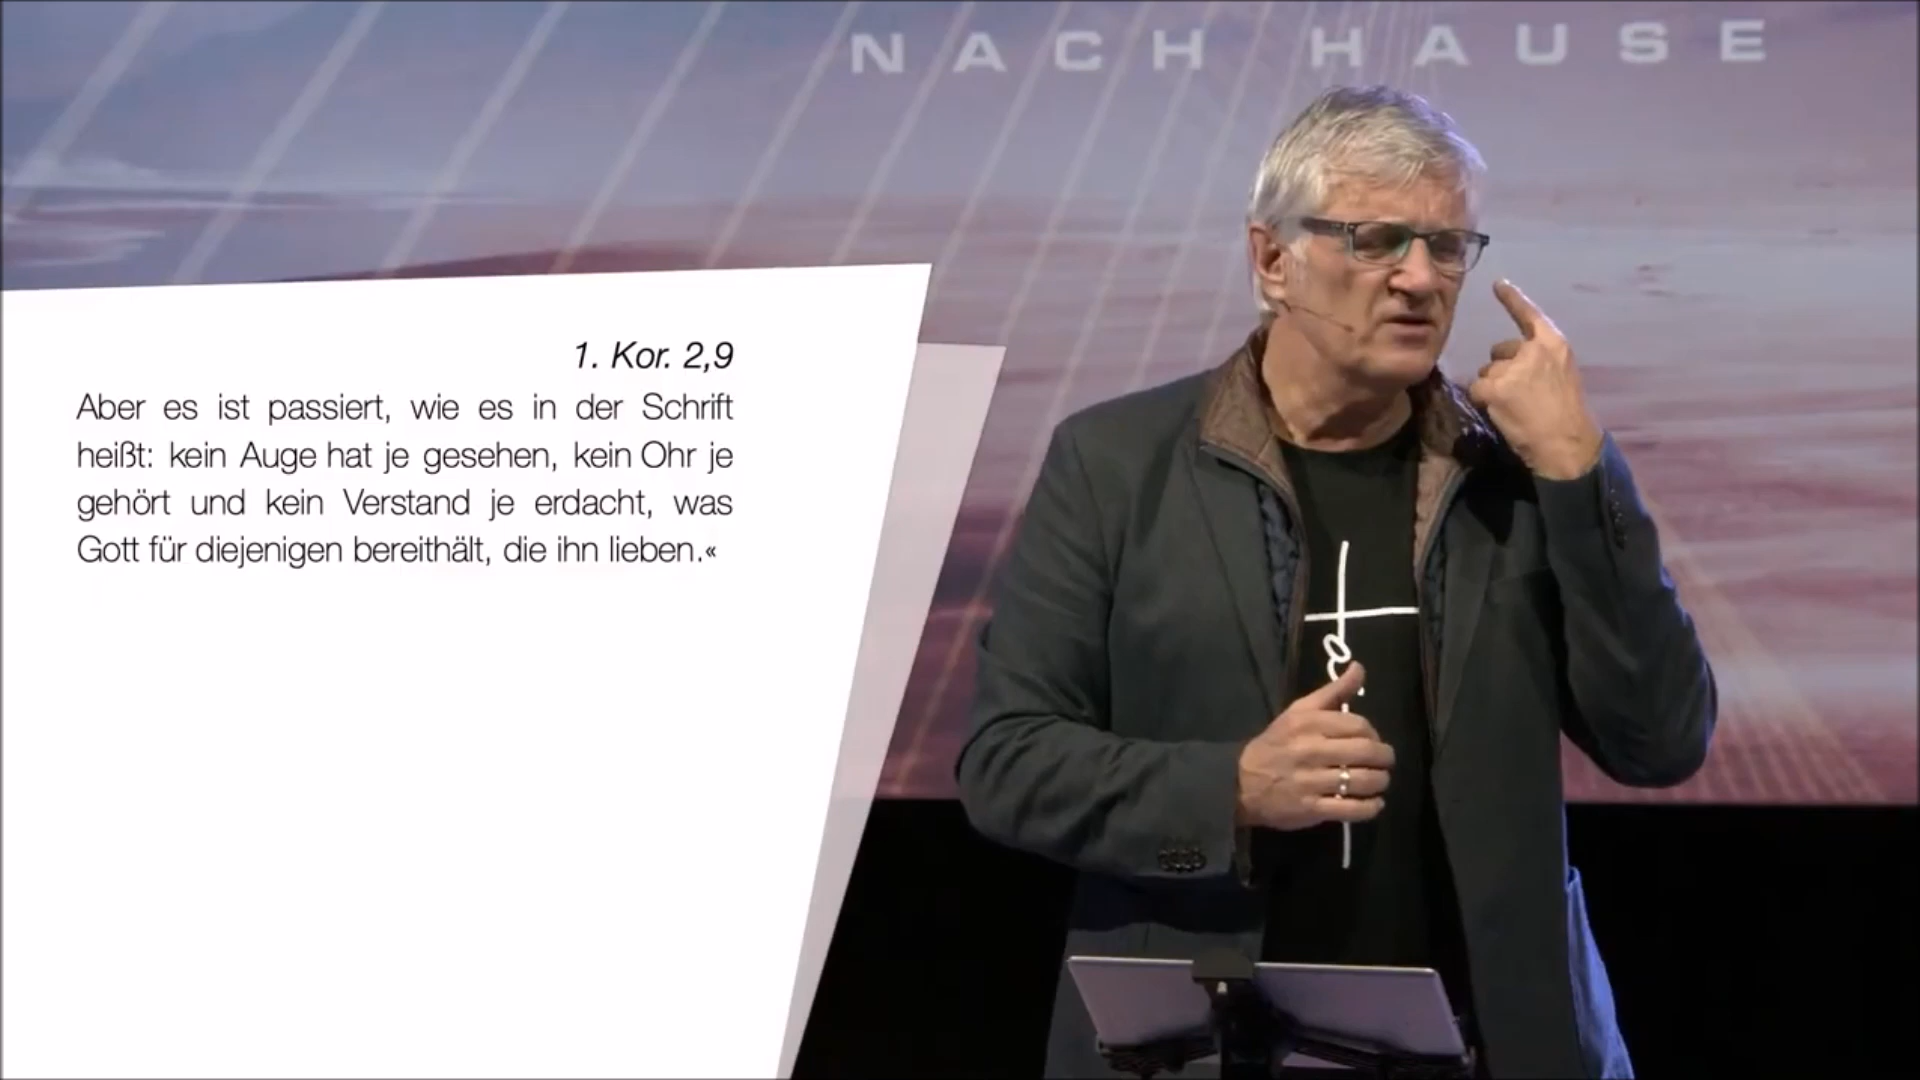 NACH HAUSE
1. Kor. 2,9
Aber es ist passiert, wie es in der Schrift
heißt: kein Auge hat je gesehen, kein Ohr je
gehört und kein Verstand je erdacht, was
Gott für diejenigen bereithält, die ihn lieben.«